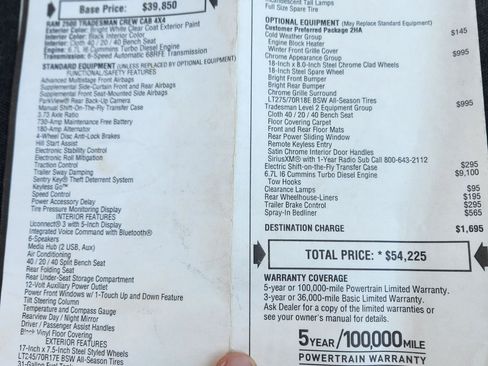 Base Price: $39,850
RAM 2500 TRADESMAN CREW CAB 4X4
Exterior Color: Bright White Clear Coat Exterior Paint
Interior Color: Black Interior Color
Interior: Cloth 40 / 20 / 40 Bench Seat
Engine: 6.7L I6 Cummins Turbo Diesel Engine
Transmission: 6-Speed Automatic 68RFE Transmission
STANDARD EQUIPMENT (UNLESS REPLACED BY OPTIONAL EQUIPMENT)
FUNCTIONAL/SAFETY FEATURES
Advanced Multistage Front Airbags
Supplemental Side-Curtain Front and Rear Airbags
Supplemental Front Seat-Mounted Side Airbags
ParkView® Rear Back-Up Camera
Manual Shift-On-The-Fly Transfer Case
3.73 Axle Ratio
730-Amp Maintenance Free Battery
180-Amp Alternator
4-Wheel Disc Anti-Lock Brakes
Hill Start Assist
Electronic Stability Control
Electronic Roll Mitigation
Traction Control
Trailer Sway Damping
Sentry Key® Theft Deterrent System
Keyless Go™
Speed Control
Power Accessory Delay
Tire Pressure Monitoring Display
INTERIOR FEATURES
Uconnect® 3 with 5-Inch Display
Integrated Voice Command with Bluetooth®
6-Speakers
Media Hub (2 USB, Aux)
Air Conditioning
40 / 20 / 40 Split Bench Seat
Rear Folding Seat
Rear Under-Seat Storage Compartment
12-Volt Auxiliary Power Outlet
Power Front Windows w/ 1-Touch Up and Down Feature
Tilt Steering Column
Temperature and Compass Gauge
Rearview Day / Night Mirror
Driver / Passenger Assist Handles
Black Vinyl Floor Covering
EXTERIOR FEATURES
17-Inch x 7.5-Inch Steel Styled Wheels
LT245/70R17E BSW All-Season Tires
31-Gallon Fuel
Incandescent Tail Lamps
Full Size Spare Tire
OPTIONAL EQUIPMENT (May Replace Standard Equipment)
Customer Preferred Package 2HA
Cold Weather Group $145
Engine Block Heater
Winter Front Grille Cover
Chrome Appearance Group $995
18-Inch x 8.0-Inch Steel Chrome Clad Wheels
18-Inch Steel Spare Wheel
Bright Front Bumper
Bright Rear Bumper
Chrome Grille Surround
LT275/70R18E BSW All-Season Tires
Tradesman Level 2 Equipment Group $995
Cloth 40 / 20 / 40 Bench Seat
Floor Covering Carpet
Front and Rear Floor Mats
Rear Power Sliding Window
Remote Keyless Entry
Satin Chrome Interior Door Handles
SiriusXM® with 1-Year Radio Sub Call 800-643-2112
Electric Shift-on-the-Fly Transfer Case $295
6.7L I6 Cummins Turbo Diesel Engine $9,100
Tow Hooks
Clearance Lamps $95
Rear Wheelhouse-Liners $195
Trailer Brake Control $295
Spray-In Bedliner $565
DESTINATION CHARGE $1,695
TOTAL PRICE: * $54,225
WARRANTY COVERAGE
5-year or 100,000-mile Powertrain Limited Warranty.
3-year or 36,000-mile Basic Limited Warranty.
Ask Dealer for a copy of the limited warranties or
see your owner's manual for details.
5 YEAR/100,000 MILE
POWERTRAIN WARRANTY